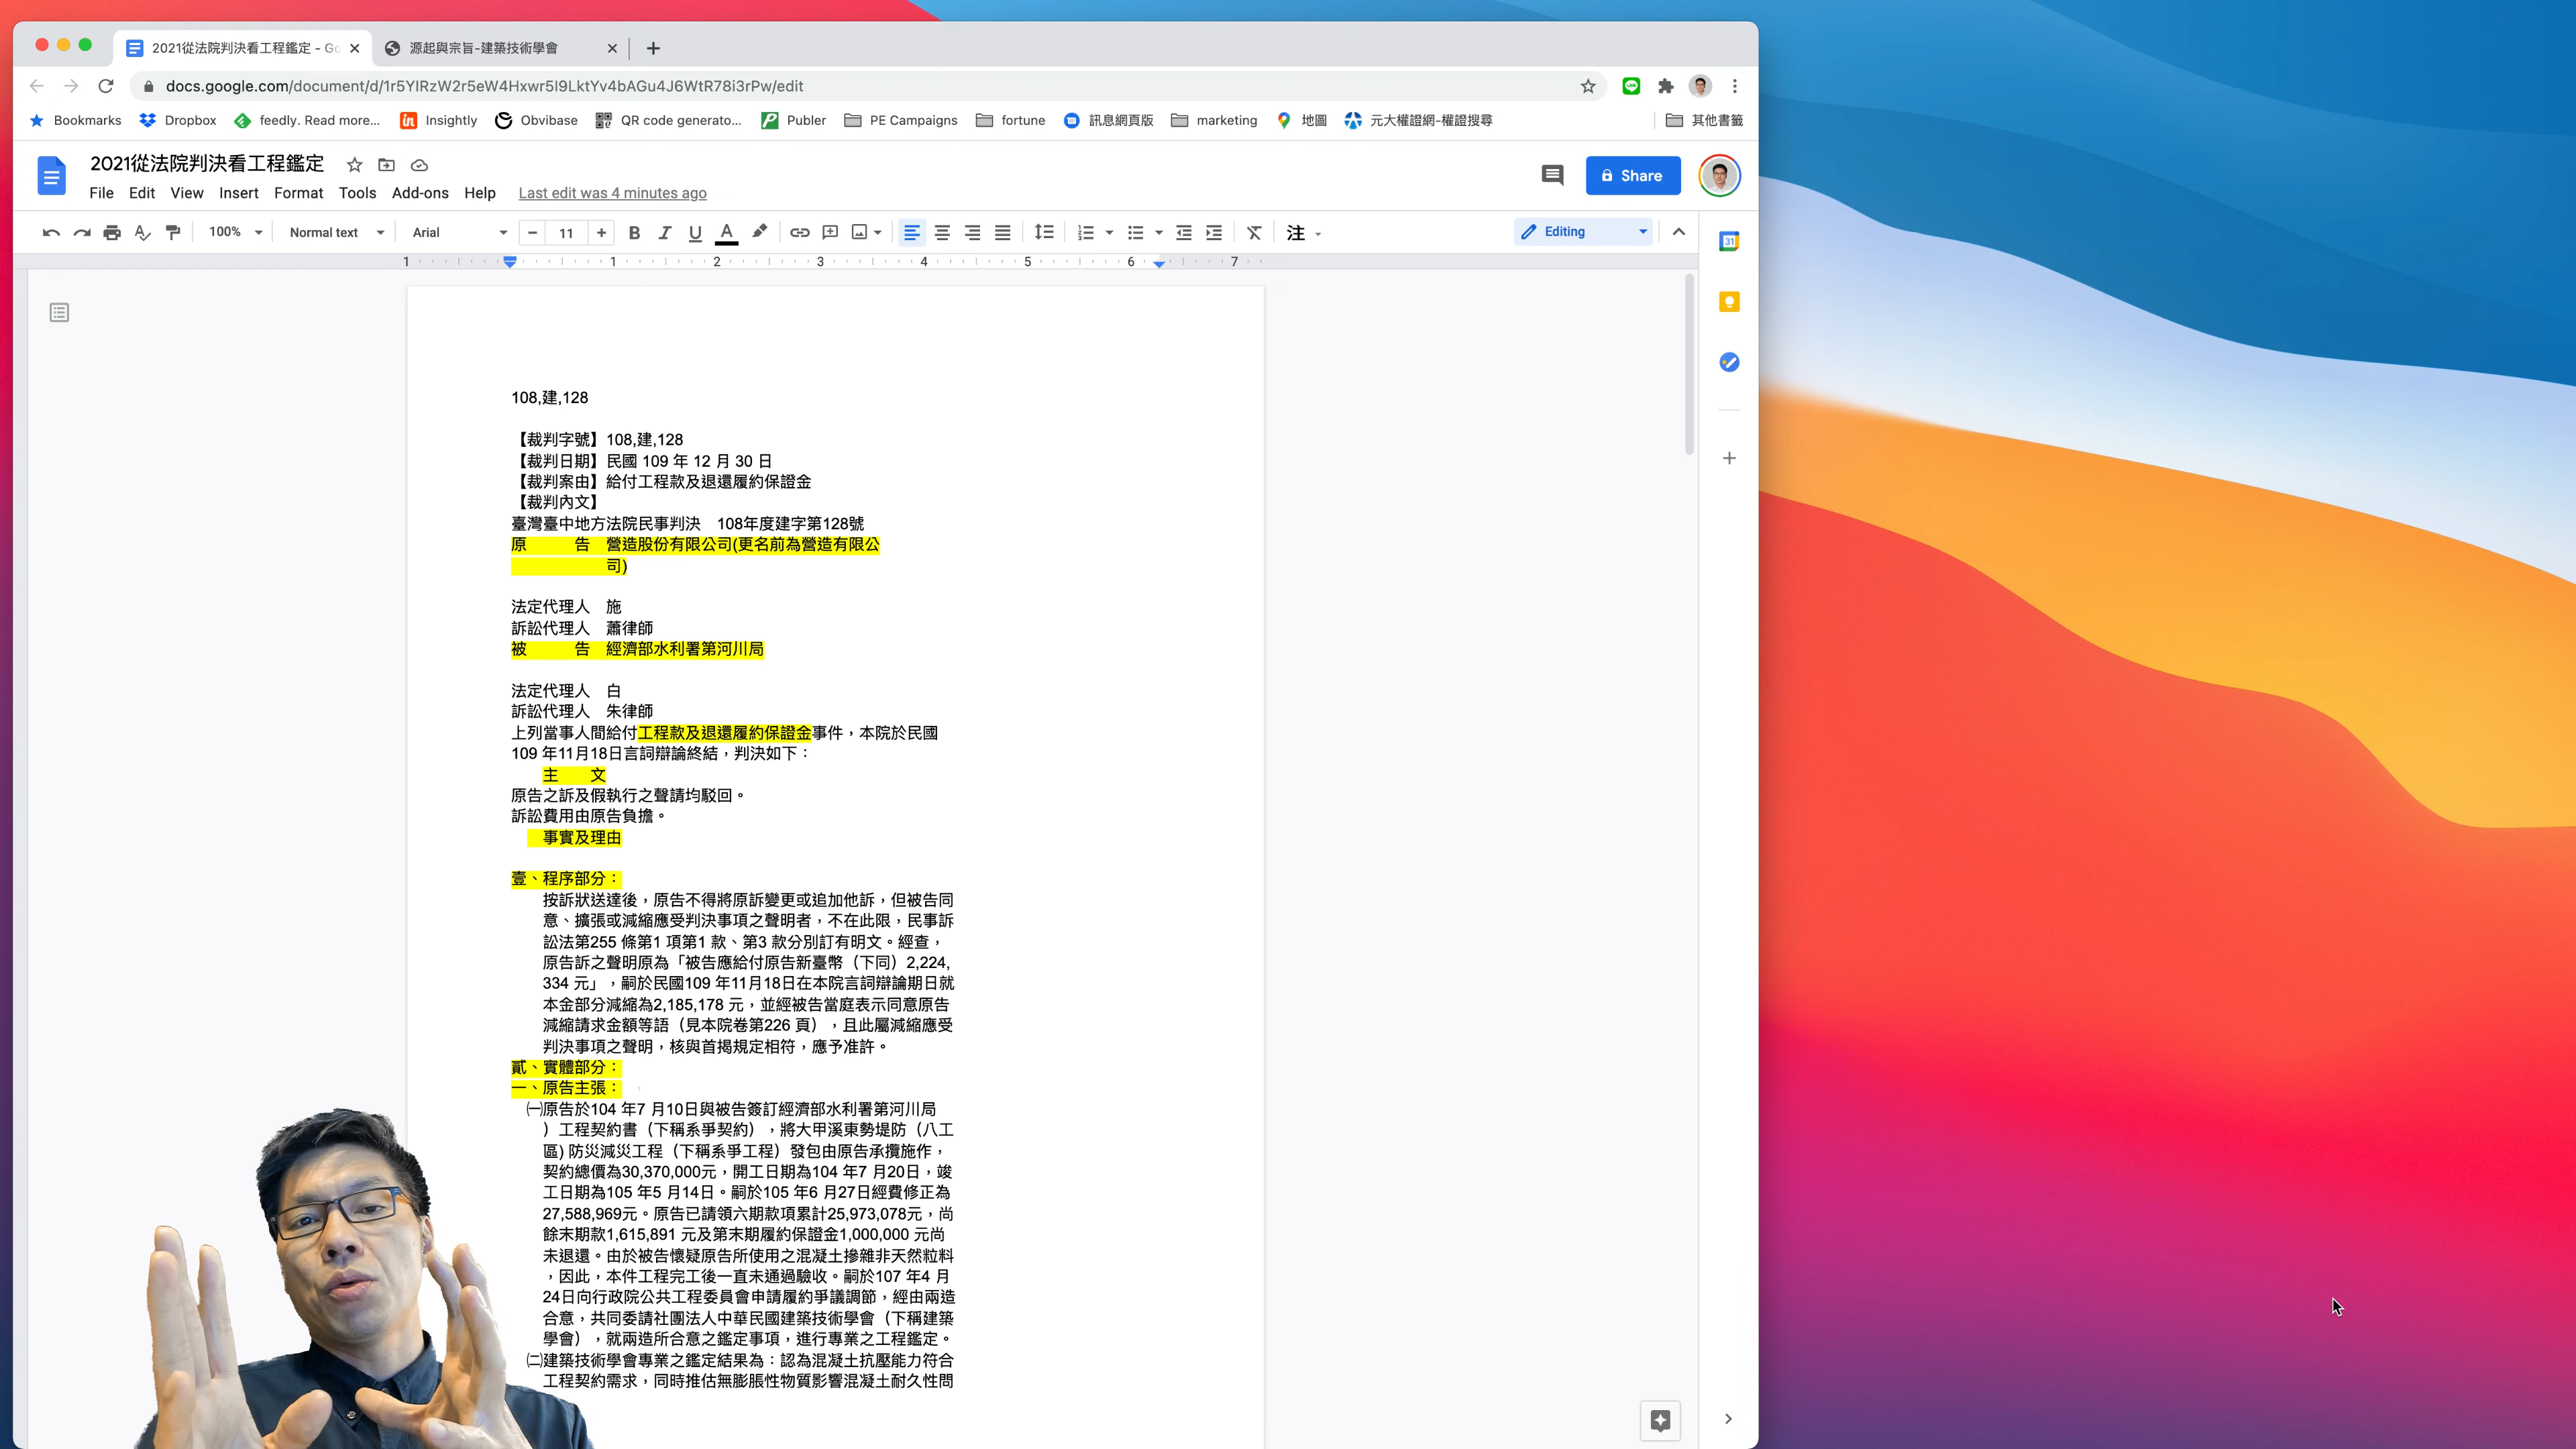 2021從法院判決看工程鑑定 - Go
源起與宗旨-建築技術學會
docs.google.com/document/d/1r5YIRzW2r5eW4Hxwr5I9LktYv4bAGu4J6WtR78i3rPw/edit
Bookmarks Dropbox feedly. Read more... Insightly Obvibase QR code generato... Publer PE Campaigns fortune 訊息網頁版 marketing 地圖 元大權證網-權證搜尋 其他書籤
2021從法院判決看工程鑑定
Share
File Edit View Insert Format Tools Add-ons Help Last edit was 4 minutes ago
100% Normal text Arial 11 B I U A 注 Editing
1 1 2 3 4 5 6 7
31
108,建,128
【裁判字號】108,建,128
【裁判日期】民國 109 年 12 月 30 日
【裁判案由】給付工程款及退還履約保證金
【裁判內文】
臺灣臺中地方法院民事判決 108年度建字第128號
原 告 營造股份有限公司(更名前為營造有限公
司)
法定代理人 施
訴訟代理人 蕭律師
被 告 經濟部水利署第河川局
法定代理人 白
訴訟代理人 朱律師
上列當事人間給付工程款及退還履約保證金事件，本院於民國
109 年11月18日言詞辯論終結，判決如下：
主 文
原告之訴及假執行之聲請均駁回。
訴訟費用由原告負擔。
事實及理由
壹、程序部分：
按訴狀送達後，原告不得將原訴變更或追加他訴，但被告同
意、擴張或減縮應受判決事項之聲明者，不在此限，民事訴
訟法第255 條第1 項第1 款、第3 款分別訂有明文。經查，
原告訴之聲明原為「被告應給付原告新臺幣（下同）2,224,
334 元」，嗣於民國109 年11月18日在本院言詞辯論期日就
本金部分減縮為2,185,178 元，並經被告當庭表示同意原告
減縮請求金額等語（見本院卷第226 頁），且此屬減縮應受
判決事項之聲明，核與首揭規定相符，應予准許。
貳、實體部分：
一、原告主張：
㈠原告於104 年7 月10日與被告簽訂經濟部水利署第河川局
）工程契約書（下稱系爭契約），將大甲溪東勢堤防（八工
區) 防災減災工程（下稱系爭工程）發包由原告承攬施作，
契約總價為30,370,000元，開工日期為104 年7 月20日，竣
工日期為105 年5 月14日。嗣於105 年6 月27日經費修正為
27,588,969元。原告已請領六期款項累計25,973,078元，尚
餘末期款1,615,891 元及第末期履約保證金1,000,000 元尚
未退還。由於被告懷疑原告所使用之混凝土摻雜非天然粒料
，因此，本件工程完工後一直未通過驗收。嗣於107 年4 月
24日向行政院公共工程委員會申請履約爭議調節，經由兩造
合意，共同委請社團法人中華民國建築技術學會（下稱建築
學會），就兩造所合意之鑑定事項，進行專業之工程鑑定。
㈡建築技術學會專業之鑑定結果為：認為混凝土抗壓能力符合
工程契約需求，同時推估無膨脹性物質影響混凝土耐久性問